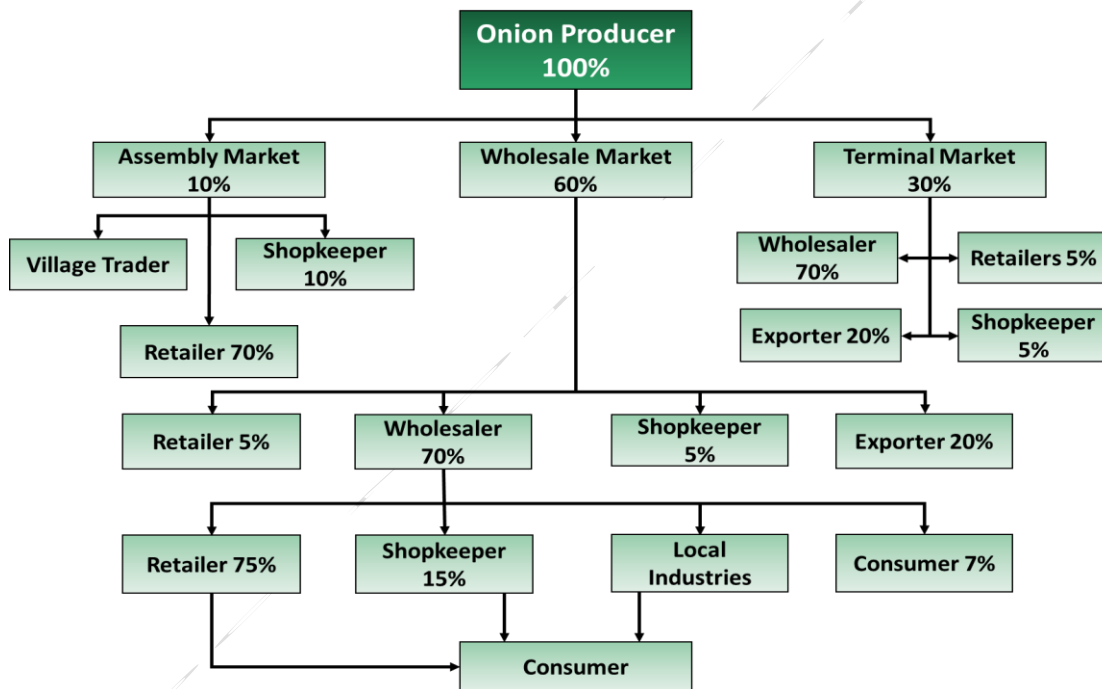 Onion Producer
100%
Assembly Market
10%
Wholesale Market
60%
Terminal Market
30%
Village Trader
Shopkeeper
10%
Wholesaler
70%
Retailers 5%
Retailer 70%
Exporter 20%
Shopkeeper
5%
Retailer 5%
Wholesaler
70%
Shopkeeper
5%
Exporter 20%
Retailer 75%
Shopkeeper
15%
Local
Industries
Consumer 7%
Consumer